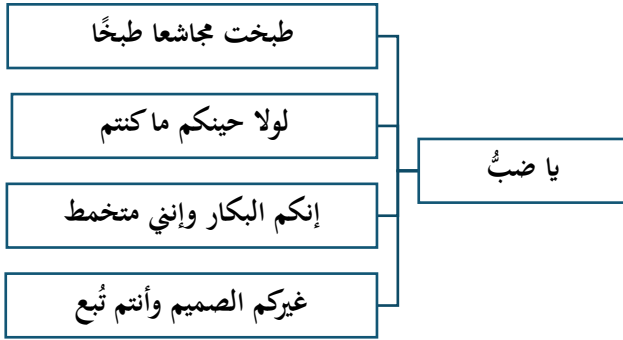 يا ضبُّ
طبخت مجاشعا طبخًا
لولا حينكم ما كنتم
إنكم البكار وإنني متخمط
غيركم الصميم وأنتم تُبع